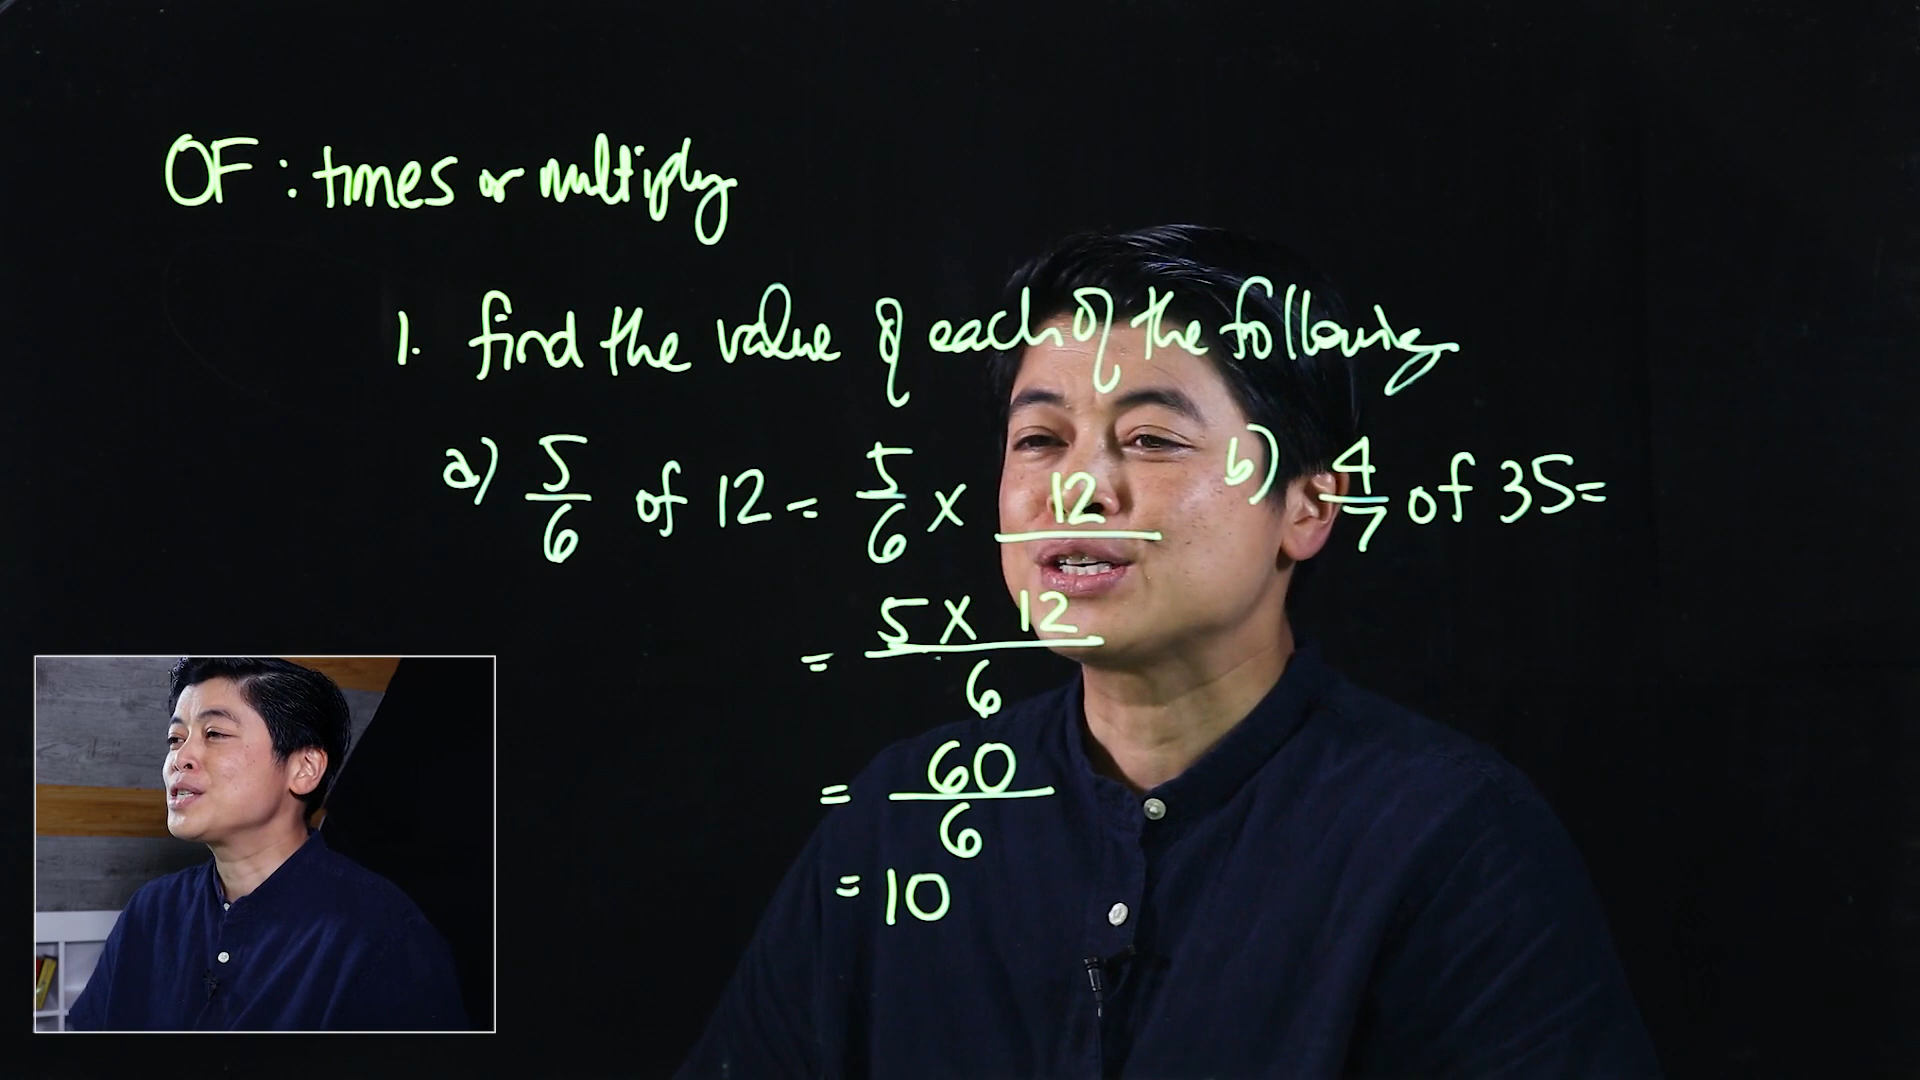 OF : times or multiply
1. find the value of each of the following
a) 5/6 of 12 = 5/6 × 12/
= 5 × 12 / 6
= 60/6
= 10
b) 4/7 of 35 =